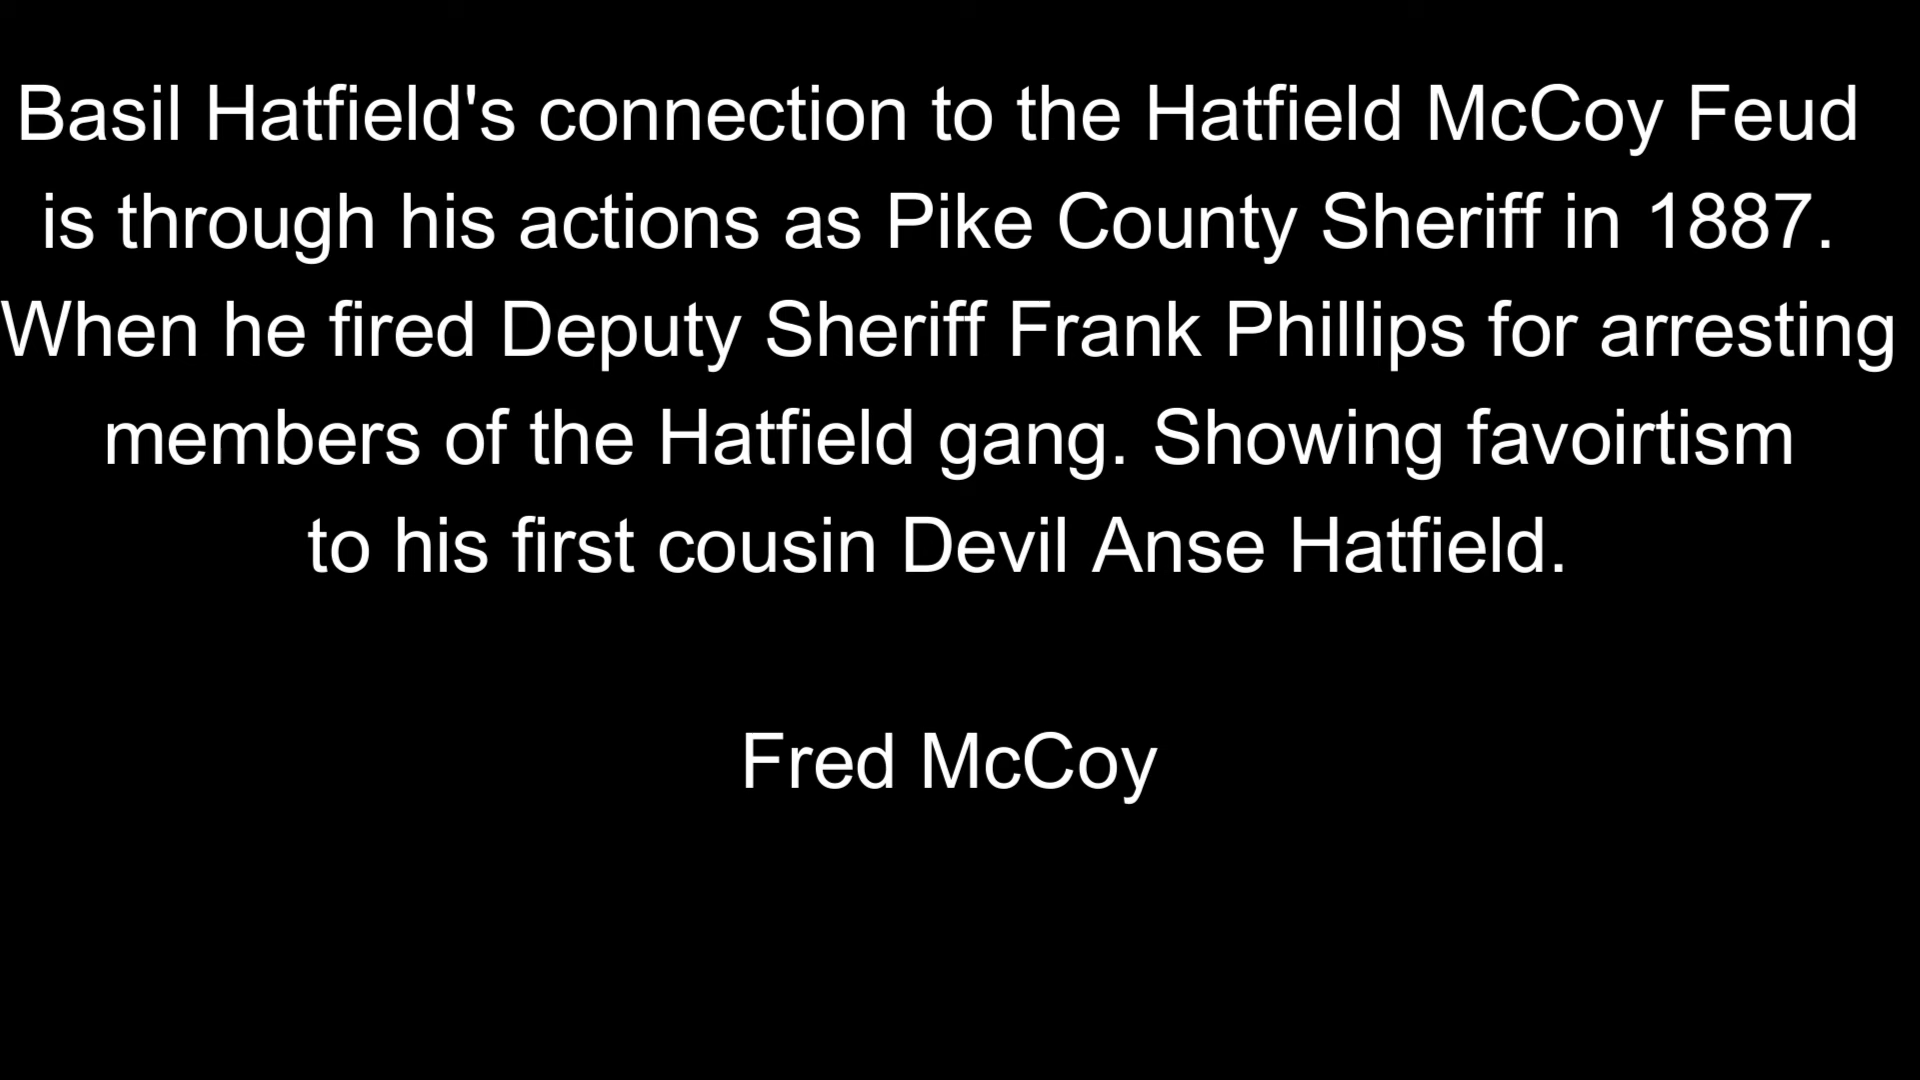 Basil Hatfield's connection to the Hatfield McCoy Feud
is through his actions as Pike County Sheriff in 1887.
When he fired Deputy Sheriff Frank Phillips for arresting
members of the Hatfield gang. Showing favoirtism
to his first cousin Devil Anse Hatfield.
Fred McCoy